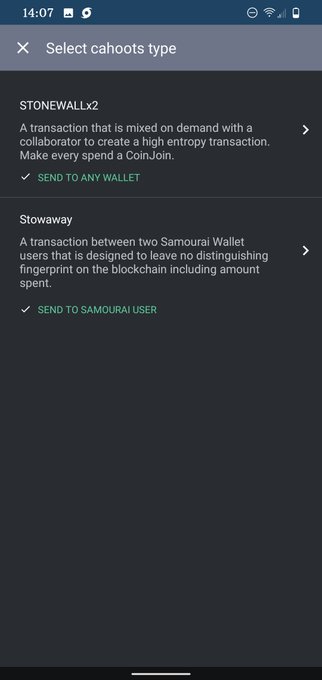 14:07
Select cahoots type
STONEWALLx2
A transaction that is mixed on demand with a
collaborator to create a high entropy transaction.
Make every spend a CoinJoin.
SEND TO ANY WALLET
Stowaway
A transaction between two Samourai Wallet
users that is designed to leave no distinguishing
fingerprint on the blockchain including amount
spent.
SEND TO SAMOURAI USER